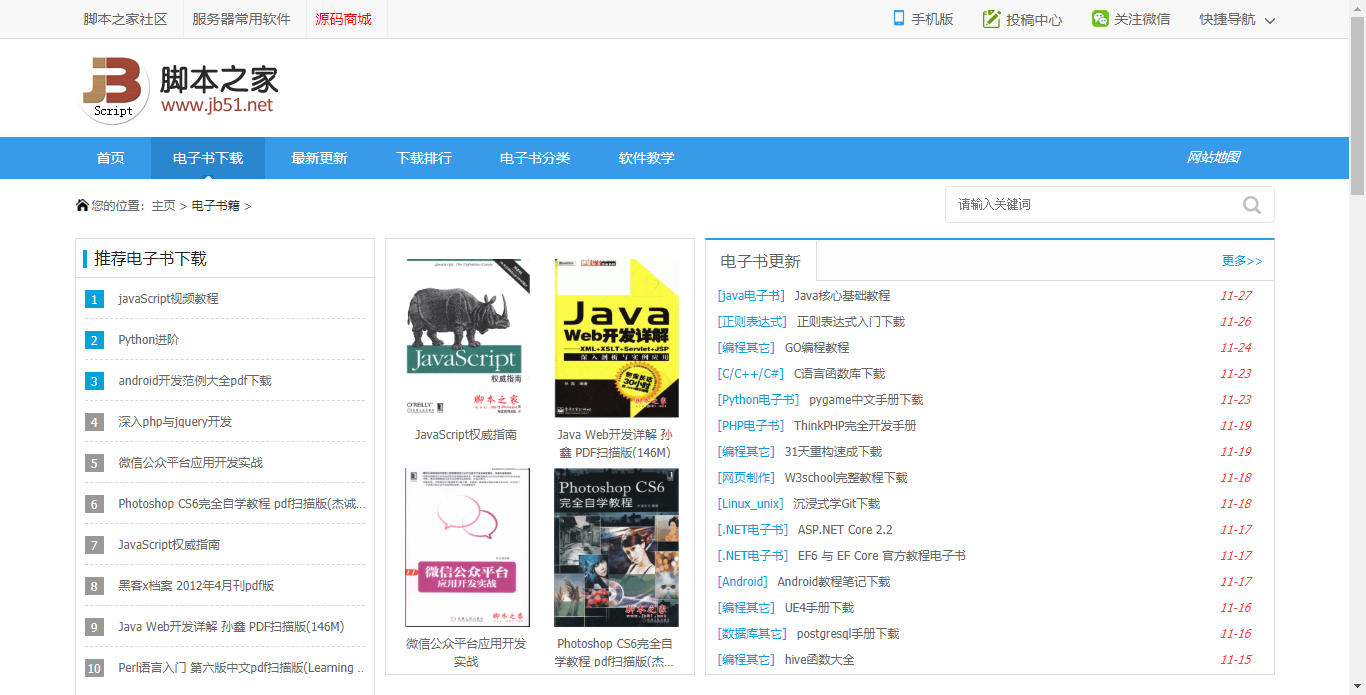 脚本之家社区 服务器常用软件 源码商城 手机版 投稿中心 关注微信 快捷导航
Script
脚本之家
www.jb51.net
首页 电子书下载 最新更新 下载排行 电子书分类 软件教学 网站地图
您的位置：主页 > 电子书籍 >
请输入关键词
推荐电子书下载
1 javaScript视频教程
2 Python进阶
3 android开发范例大全pdf下载
4 深入php与jquery开发
5 微信公众平台应用开发实战
6 Photoshop CS6完全自学教程 pdf扫描版(杰诚...
7 JavaScript权威指南
8 黑客x档案 2012年4月刊pdf版
9 Java Web开发详解 孙鑫 PDF扫描版(146M)
10 Perl语言入门 第六版中文pdf扫描版(Learning ..
JavaScript
权威指南
O'REILLY
脚本之家
JavaScript权威指南
Java
Web开发详解
XML+XSLT+Servlet+JSP
深入剖析与实例应用
30小时
脚本之家
Java Web开发详解 孙
鑫 PDF扫描版(146M)
微信公众平台
应用开发实战
脚本之家
微信公众平台应用开发
实战
Photoshop CS6
完全自学教程
脚本之家
Photoshop CS6完全自
学教程 pdf扫描版(杰...
电子书更新 更多>>
[java电子书] Java核心基础教程 11-27
[正则表达式] 正则表达式入门下载 11-26
[编程其它] GO编程教程 11-24
[C/C++/C#] C语言函数库下载 11-23
[Python电子书] pygame中文手册下载 11-23
[PHP电子书] ThinkPHP完全开发手册 11-19
[编程其它] 31天重构速成下载 11-19
[网页制作] W3school完整教程下载 11-18
[Linux_unix] 沉浸式学Git下载 11-18
[.NET电子书] ASP.NET Core 2.2 11-17
[.NET电子书] EF6 与 EF Core 官方教程电子书 11-17
[Android] Android教程笔记下载 11-17
[编程其它] UE4手册下载 11-16
[数据库其它] postgresql手册下载 11-16
[编程其它] hive函数大全 11-15